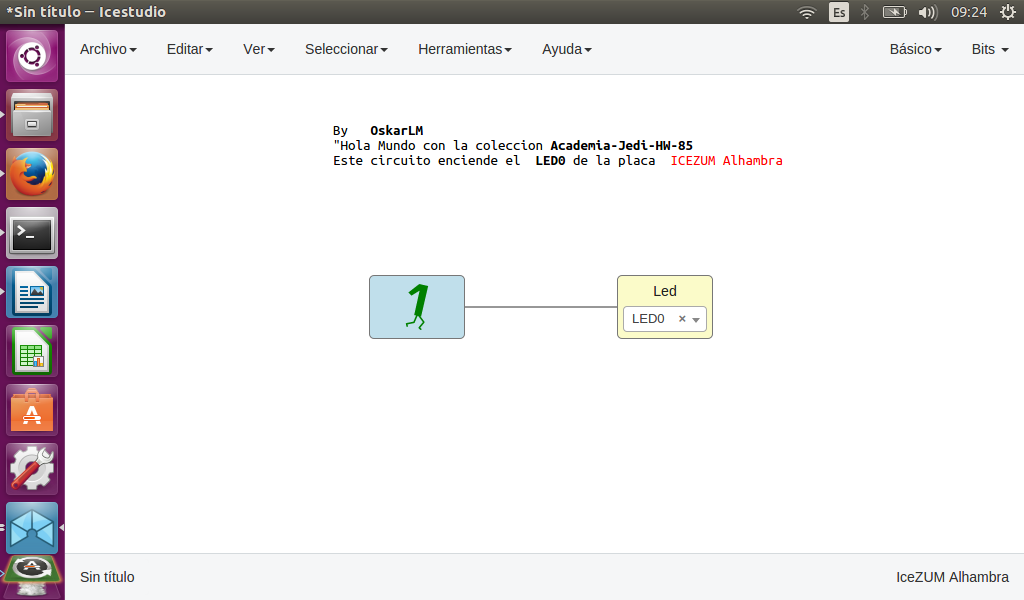 *Sin título – Icestudio
Es
09:24
Archivo Editar Ver Seleccionar Herramientas Ayuda Básico Bits
By OskarLM
"Hola Mundo con la coleccion Academia-Jedi-HW-85
Este circuito enciende el LED0 de la placa ICEZUM Alhambra
1
Led
LED0
Sin título
IceZUM Alhambra